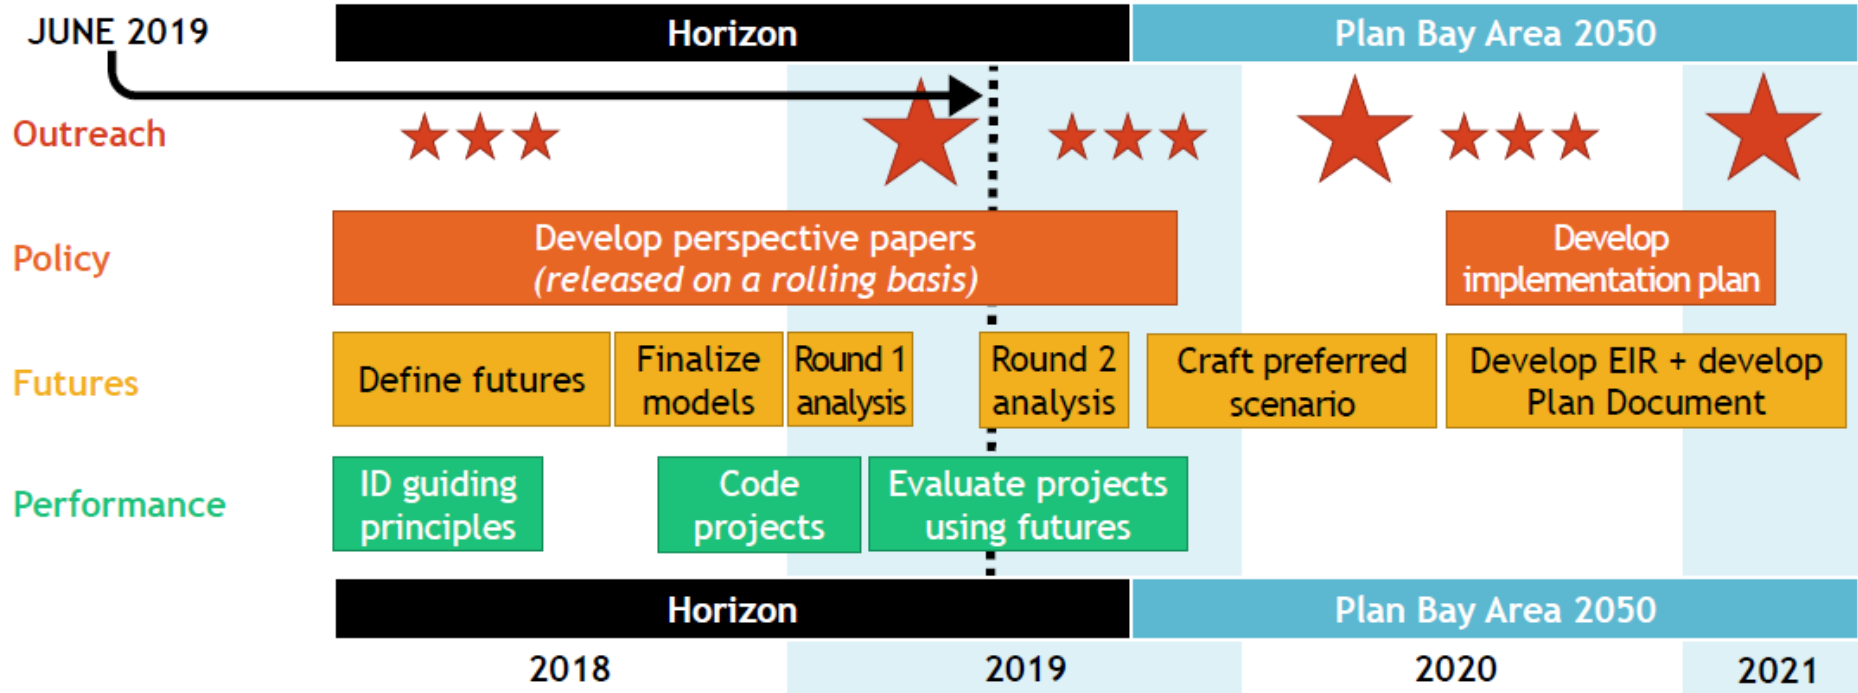 JUNE 2019
Horizon
Plan Bay Area 2050
Outreach
Policy
Develop perspective papers
(released on a rolling basis)
Develop
implementation plan
Futures
Define futures
Finalize
models
Round 1
analysis
Round 2
analysis
Craft preferred
scenario
Develop EIR + develop
Plan Document
Performance
ID guiding
principles
Code
projects
Evaluate projects
using futures
Horizon
Plan Bay Area 2050
2018
2019
2020
2021